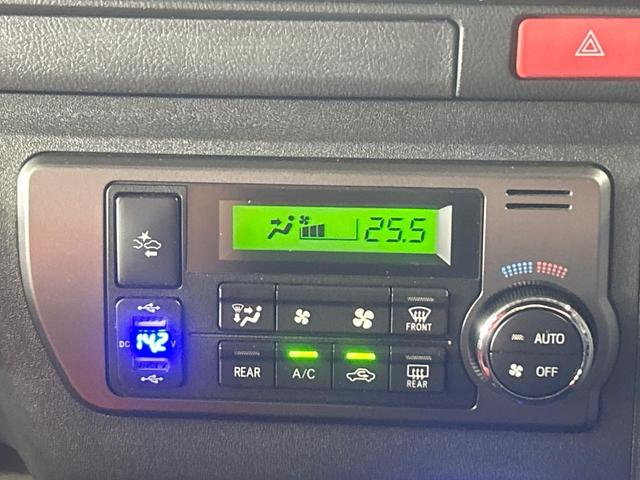 25.5
FRONT
DC 14.2 V
REAR
A/C
REAR
AUTO
OFF